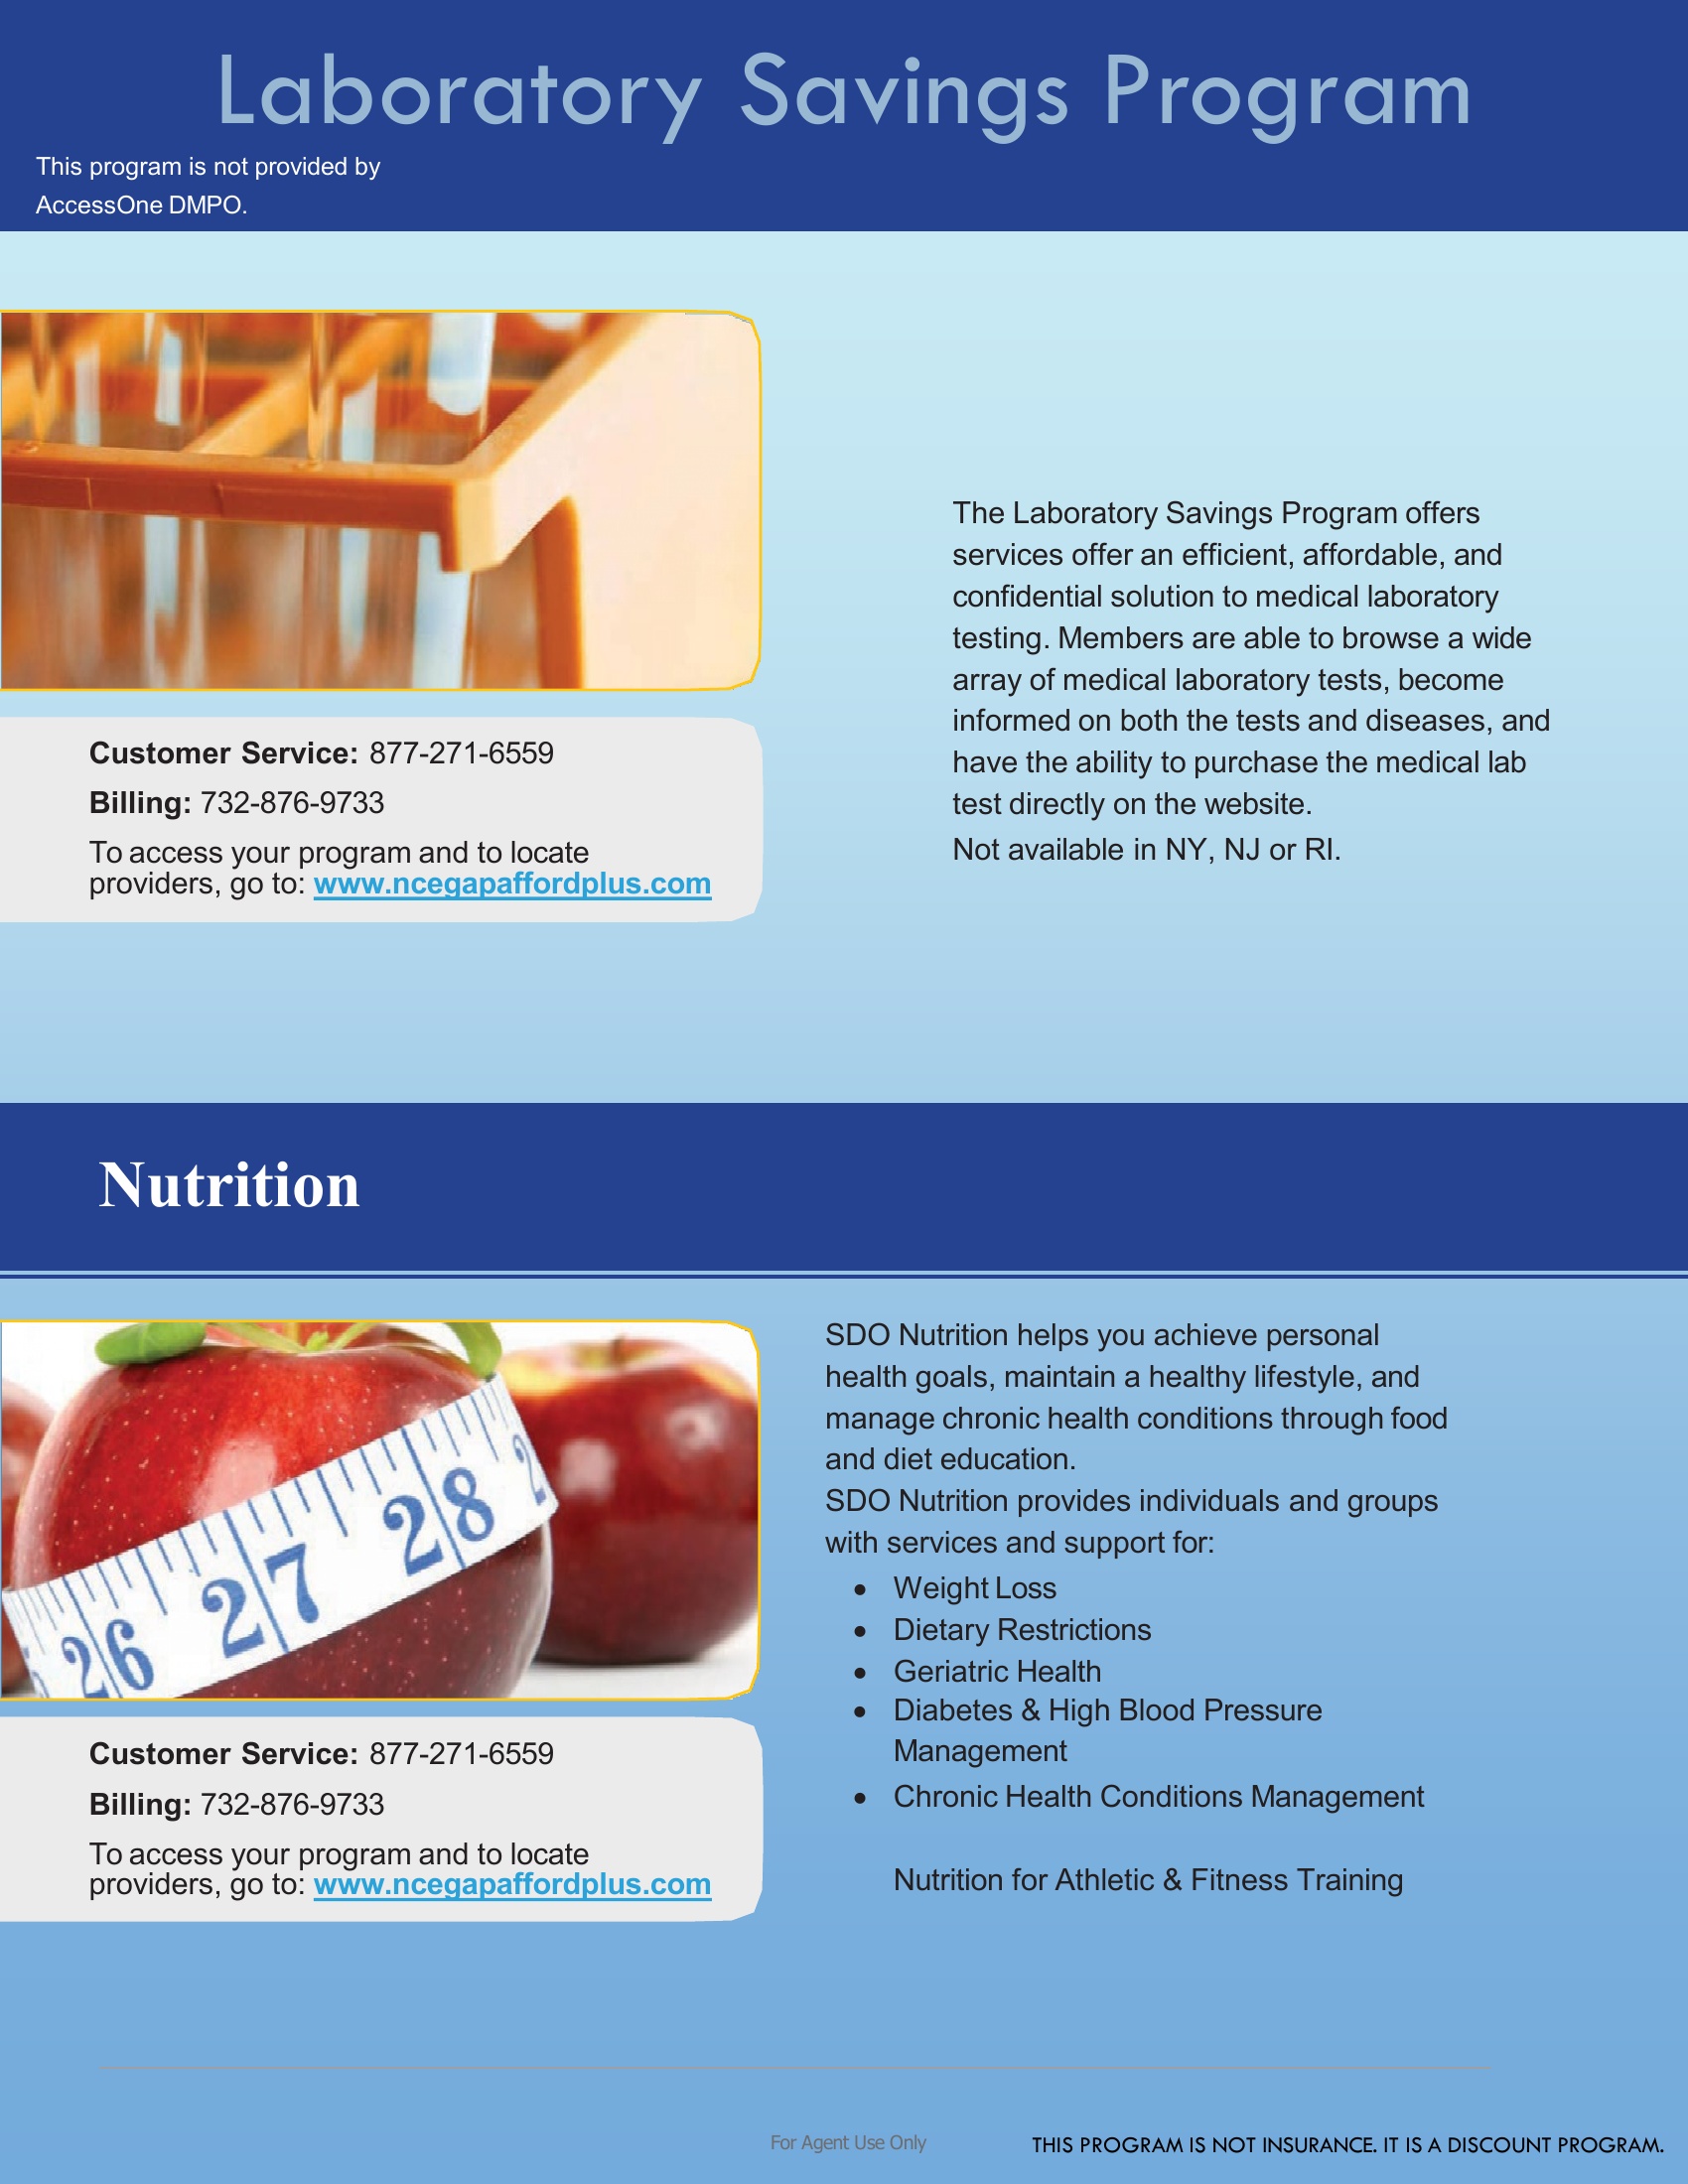 Laboratory Savings Program
This program is not provided by
AccessOne DMPO.
The Laboratory Savings Program offers
services offer an efficient, affordable, and
confidential solution to medical laboratory
testing. Members are able to browse a wide
array of medical laboratory tests, become
informed on both the tests and diseases, and
have the ability to purchase the medical lab
test directly on the website.
Not available in NY, NJ or RI.
Customer Service: 877-271-6559
Billing: 732-876-9733
To access your program and to locate
providers, go to: www.ncegapaffordplus.com
Nutrition
26 27 28 2
SDO Nutrition helps you achieve personal
health goals, maintain a healthy lifestyle, and
manage chronic health conditions through food
and diet education.
SDO Nutrition provides individuals and groups
with services and support for:
• Weight Loss
• Dietary Restrictions
• Geriatric Health
• Diabetes & High Blood Pressure
Management
• Chronic Health Conditions Management
Nutrition for Athletic & Fitness Training
Customer Service: 877-271-6559
Billing: 732-876-9733
To access your program and to locate
providers, go to: www.ncegapaffordplus.com
For Agent Use Only
THIS PROGRAM IS NOT INSURANCE. IT IS A DISCOUNT PROGRAM.